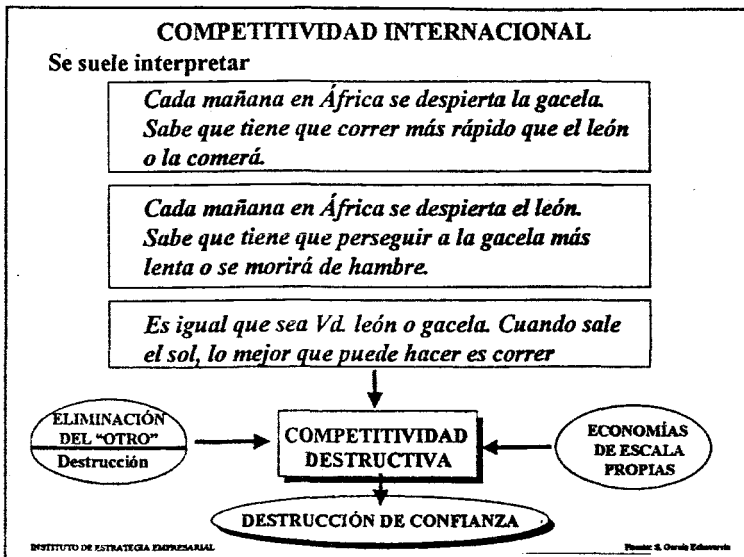 COMPETITIVIDAD INTERNACIONAL
Se suele interpretar
Cada mañana en África se despierta la gacela.
Sabe que tiene que correr más rápido que el león
o la comerá.
Cada mañana en África se despierta el león.
Sabe que tiene que perseguir a la gacela más
lenta o se morirá de hambre.
Es igual que sea Vd. león o gacela. Cuando sale
el sol, lo mejor que puede hacer es correr
ELIMINACIÓN
DEL "OTRO"
Destrucción
COMPETITIVIDAD
DESTRUCTIVA
ECONOMÍAS
DE ESCALA
PROPIAS
DESTRUCCIÓN DE CONFIANZA
INSTITUTO DE ESTRATEGIA EMPRESARIAL
Fuente: S. García Echevarría